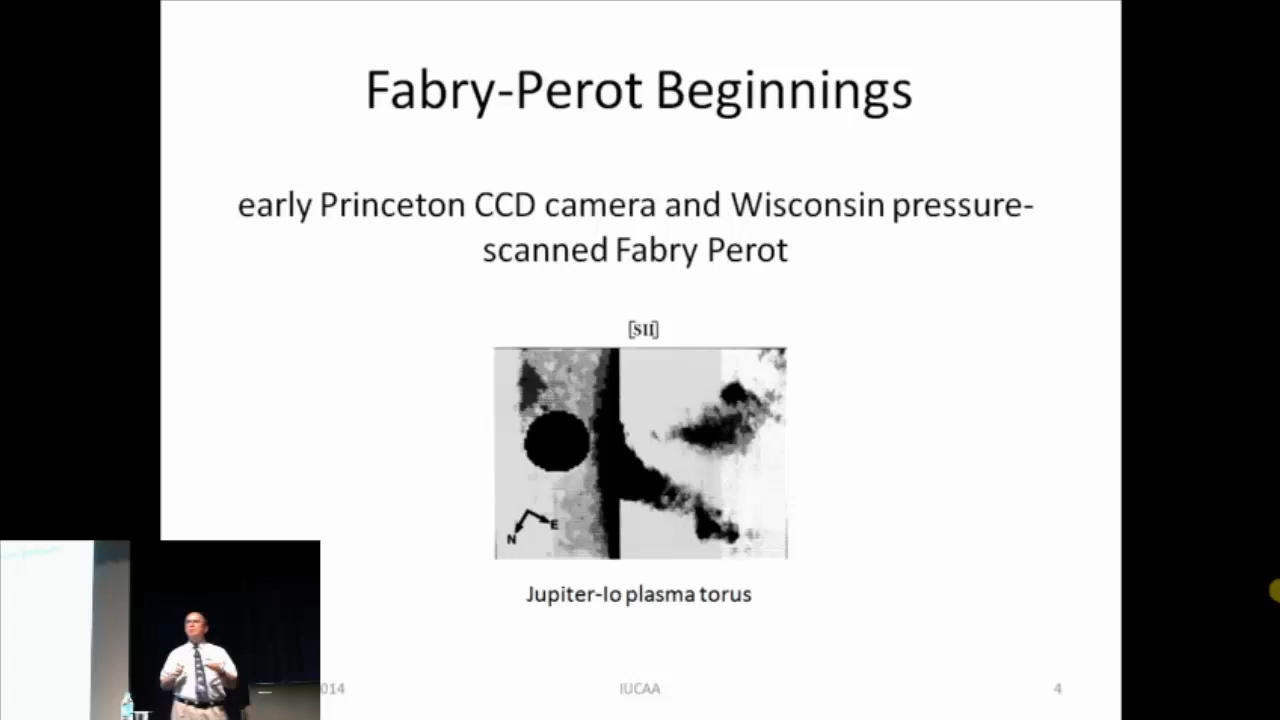 Fabry-Perot Beginnings
early Princeton CCD camera and Wisconsin pressure-
scanned Fabry Perot
[SII]
N
E
Jupiter-Io plasma torus
014
IUCAA
4